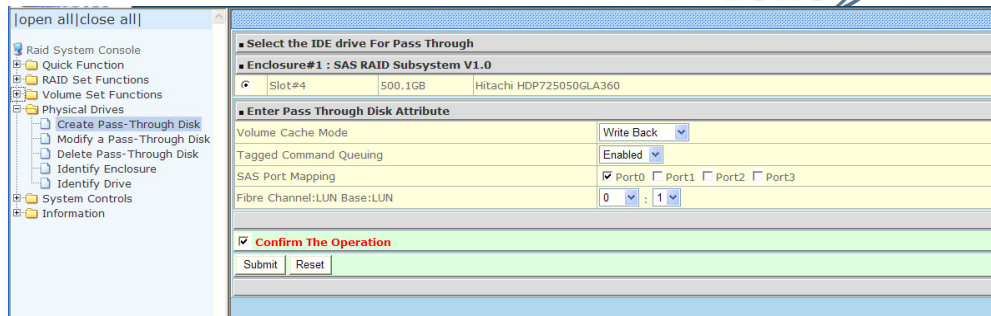 |open all|close all|
Raid System Console
Quick Function
RAID Set Functions
Volume Set Functions
Physical Drives
Create Pass-Through Disk
Modify a Pass-Through Disk
Delete Pass-Through Disk
Identify Enclosure
Identify Drive
System Controls
Information
Select the IDE drive For Pass Through
Enclosure#1 : SAS RAID Subsystem V1.0
Slot#4 500.1GB Hitachi HDP725050GLA360
Enter Pass Through Disk Attribute
Volume Cache Mode Write Back
Tagged Command Queuing Enabled
SAS Port Mapping Port0 Port1 Port2 Port3
Fibre Channel:LUN Base:LUN 0 : 1
Confirm The Operation
Submit Reset